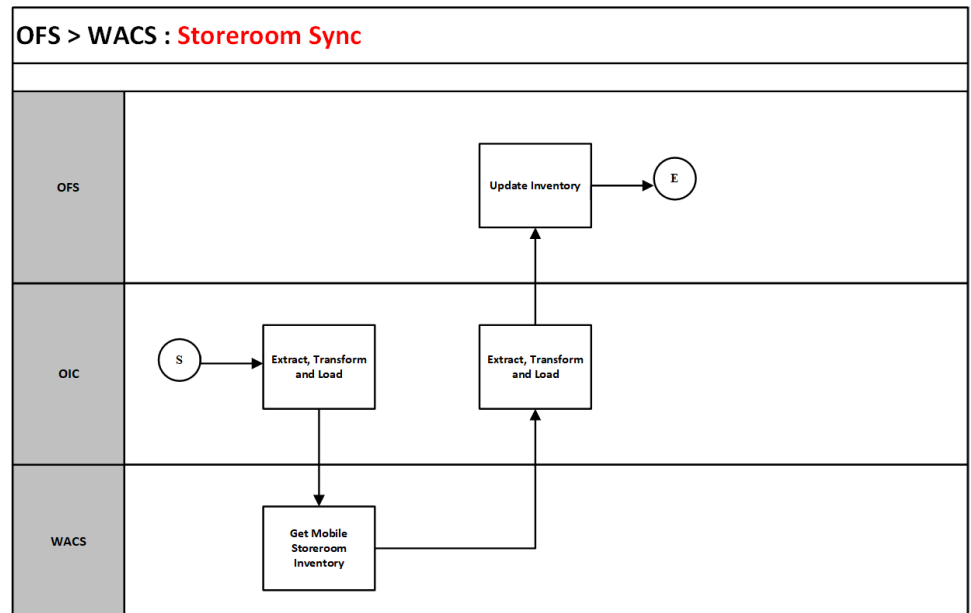 OFS > WACS : Storeroom Sync
OFS
Update Inventory
E
OIC
S
Extract, Transform
and Load
Extract, Transform
and Load
WACS
Get Mobile
Storeroom
Inventory